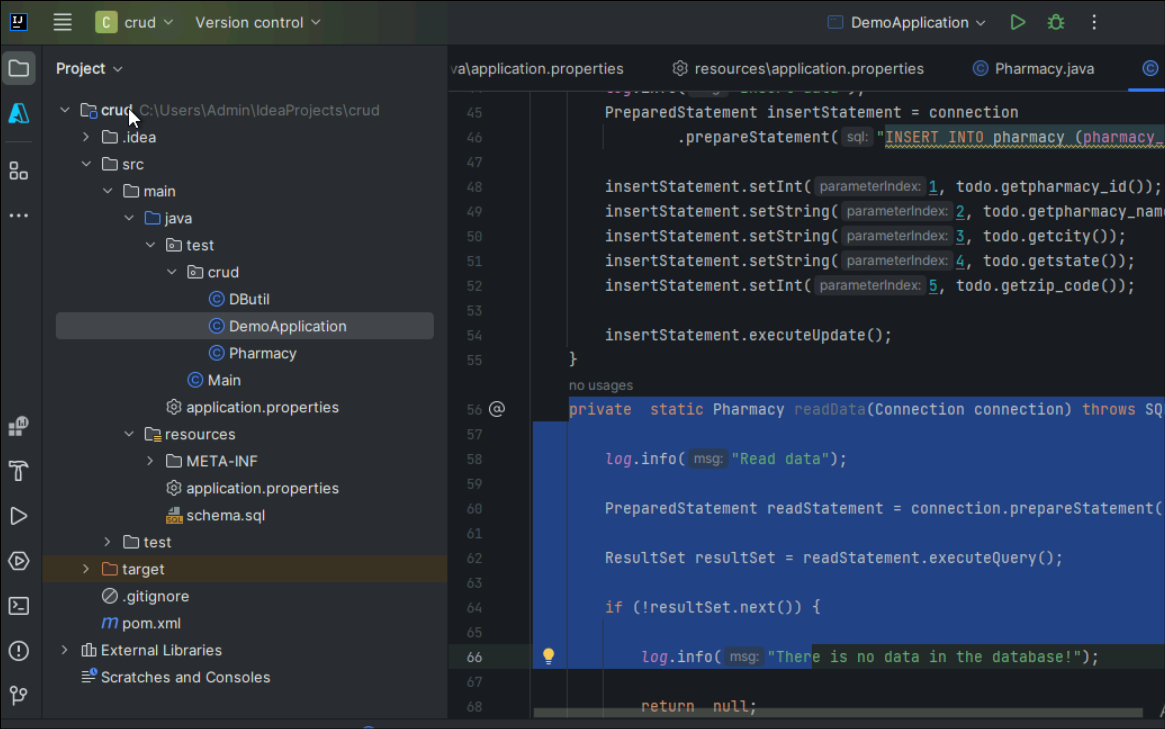 C crud Version control DemoApplication
Project
crud C:\Users\Admin\IdeaProjects\crud
.idea
src
main
java
test
crud
DButil
DemoApplication
Pharmacy
Main
application.properties
resources
META-INF
application.properties
schema.sql
test
target
.gitignore
pom.xml
External Libraries
Scratches and Consoles
va\application.properties resources\application.properties Pharmacy.java
45 PreparedStatement insertStatement = connection
46 .prepareStatement( sql: "INSERT INTO pharmacy (pharmacy_
47
48 insertStatement.setInt( parameterIndex: 1, todo.getpharmacy_id());
49 insertStatement.setString( parameterIndex: 2, todo.getpharmacy_nam
50 insertStatement.setString( parameterIndex: 3, todo.getcity());
51 insertStatement.setString( parameterIndex: 4, todo.getstate());
52 insertStatement.setInt( parameterIndex: 5, todo.getzip_code());
53
54 insertStatement.executeUpdate();
55 }
no usages
56 @ private static Pharmacy readData(Connection connection) throws SQ
57
58 log.info( msg: "Read data");
59
60 PreparedStatement readStatement = connection.prepareStatement(
61
62 ResultSet resultSet = readStatement.executeQuery();
63
64 if (!resultSet.next()) {
65
66 log.info( msg: "There is no data in the database!");
67
68 return null;